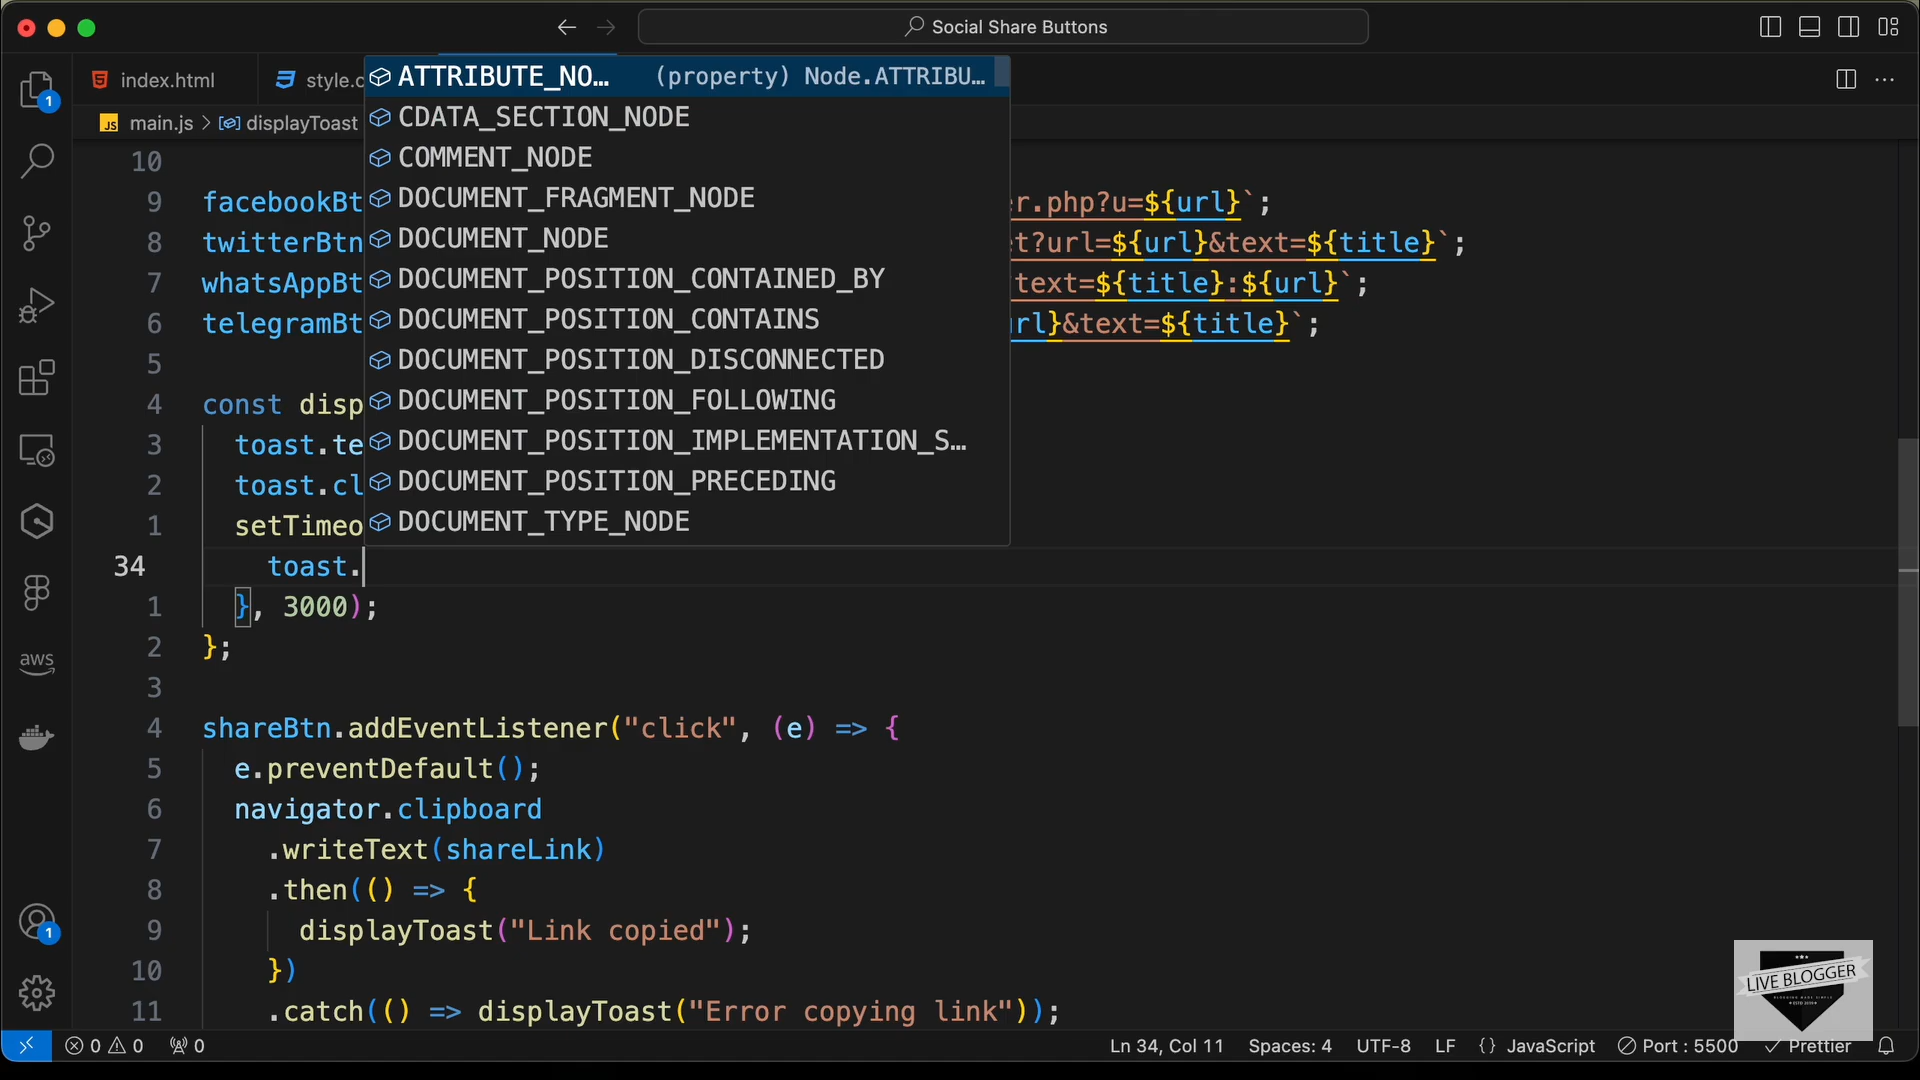 Social Share Buttons
index.html style.c
main.js > displayToast
ATTRIBUTE_NO… (property) Node.ATTRIBU…
CDATA_SECTION_NODE
COMMENT_NODE
DOCUMENT_FRAGMENT_NODE
DOCUMENT_NODE
DOCUMENT_POSITION_CONTAINED_BY
DOCUMENT_POSITION_CONTAINS
DOCUMENT_POSITION_DISCONNECTED
DOCUMENT_POSITION_FOLLOWING
DOCUMENT_POSITION_IMPLEMENTATION_S…
DOCUMENT_POSITION_PRECEDING
DOCUMENT_TYPE_NODE
10
9 facebookBt r.php?u=${url}`;
8 twitterBtn t?url=${url}&text=${title}`;
7 whatsAppBt text=${title}:${url}`;
6 telegramBt rl}&text=${title}`;
5
4 const disp
3 toast.te
2 toast.cl
1 setTimeo
34 toast.
1 }, 3000);
2 };
3
4 shareBtn.addEventListener("click", (e) => {
5 e.preventDefault();
6 navigator.clipboard
7 .writeText(shareLink)
8 .then(() => {
9 displayToast("Link copied");
10 })
11 .catch(() => displayToast("Error copying link"));
1
aws
1
LIVE BLOGGER
0 0 0 Ln 34, Col 11 Spaces: 4 UTF-8 LF {} JavaScript Port : 5500 Prettier